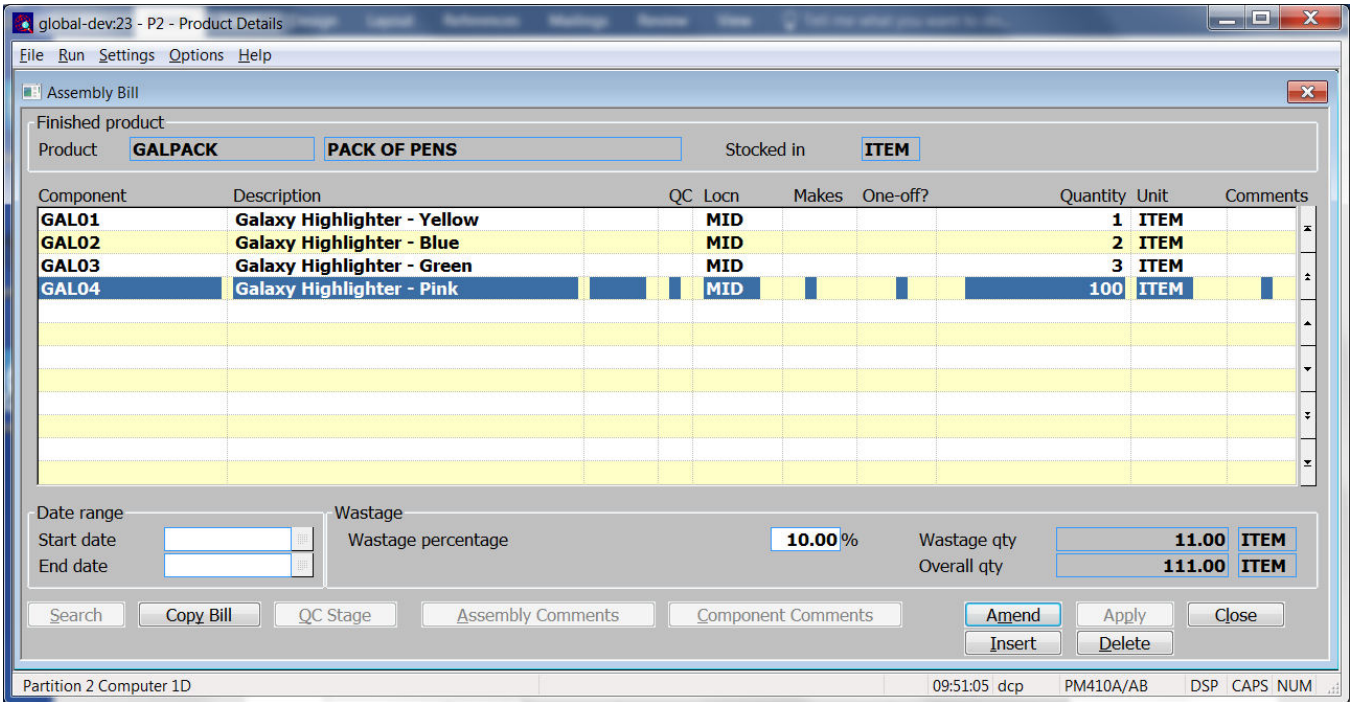 global-dev:23 - P2 - Product Details
File Run Settings Options Help
Assembly Bill
Finished product
Product GALPACK PACK OF PENS Stocked in ITEM
Component Description QC Locn Makes One-off? Quantity Unit Comments
GAL01 Galaxy Highlighter - Yellow MID 1 ITEM
GAL02 Galaxy Highlighter - Blue MID 2 ITEM
GAL03 Galaxy Highlighter - Green MID 3 ITEM
GAL04 Galaxy Highlighter - Pink MID 100 ITEM
Date range Wastage
Start date Wastage percentage 10.00 % Wastage qty 11.00 ITEM
End date Overall qty 111.00 ITEM
Search Copy Bill QC Stage Assembly Comments Component Comments Amend Apply Close
Insert Delete
Partition 2 Computer 1D 09:51:05 dcp PM410A/AB DSP CAPS NUM